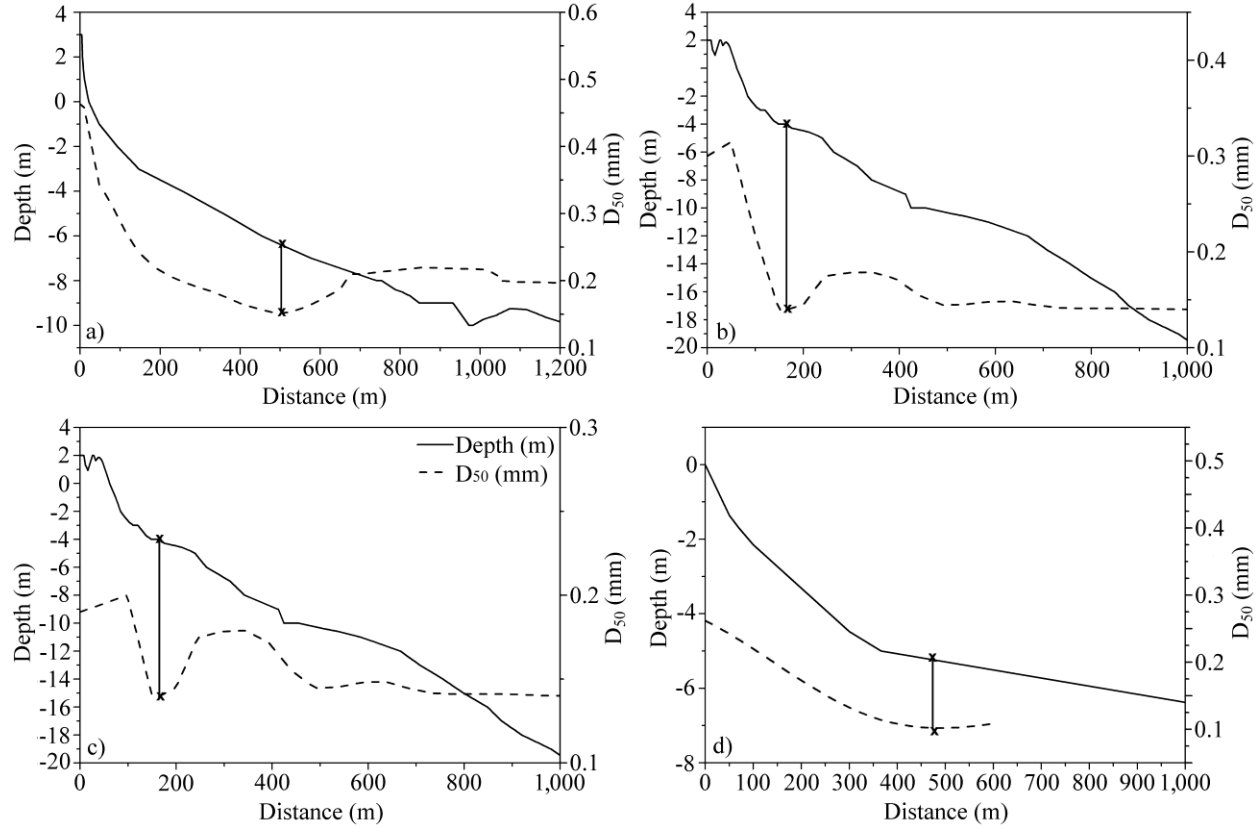 4
2
0
-2
-4
-6
-8
-10
Depth (m)
0.6
0.5
0.4
0.3
0.2
0.1
D50 (mm)
a)
0 200 400 600 800 1,000 1,200
Distance (m)
4
2
0
-2
-4
-6
-8
-10
-12
-14
-16
-18
-20
Depth (m)
0.4
0.3
0.2
0.1
D50 (mm)
b)
0 200 400 600 800 1,000
Distance (m)
4
2
0
-2
-4
-6
-8
-10
-12
-14
-16
-18
-20
Depth (m)
Depth (m)
D50 (mm)
0.3
0.2
0.1
D50 (mm)
c)
0 200 400 600 800 1,000
Distance (m)
0
-2
-4
-6
-8
Depth (m)
0.5
0.4
0.3
0.2
0.1
D50 (mm)
d)
0 100 200 300 400 500 600 700 800 900 1,000
Distance (m)